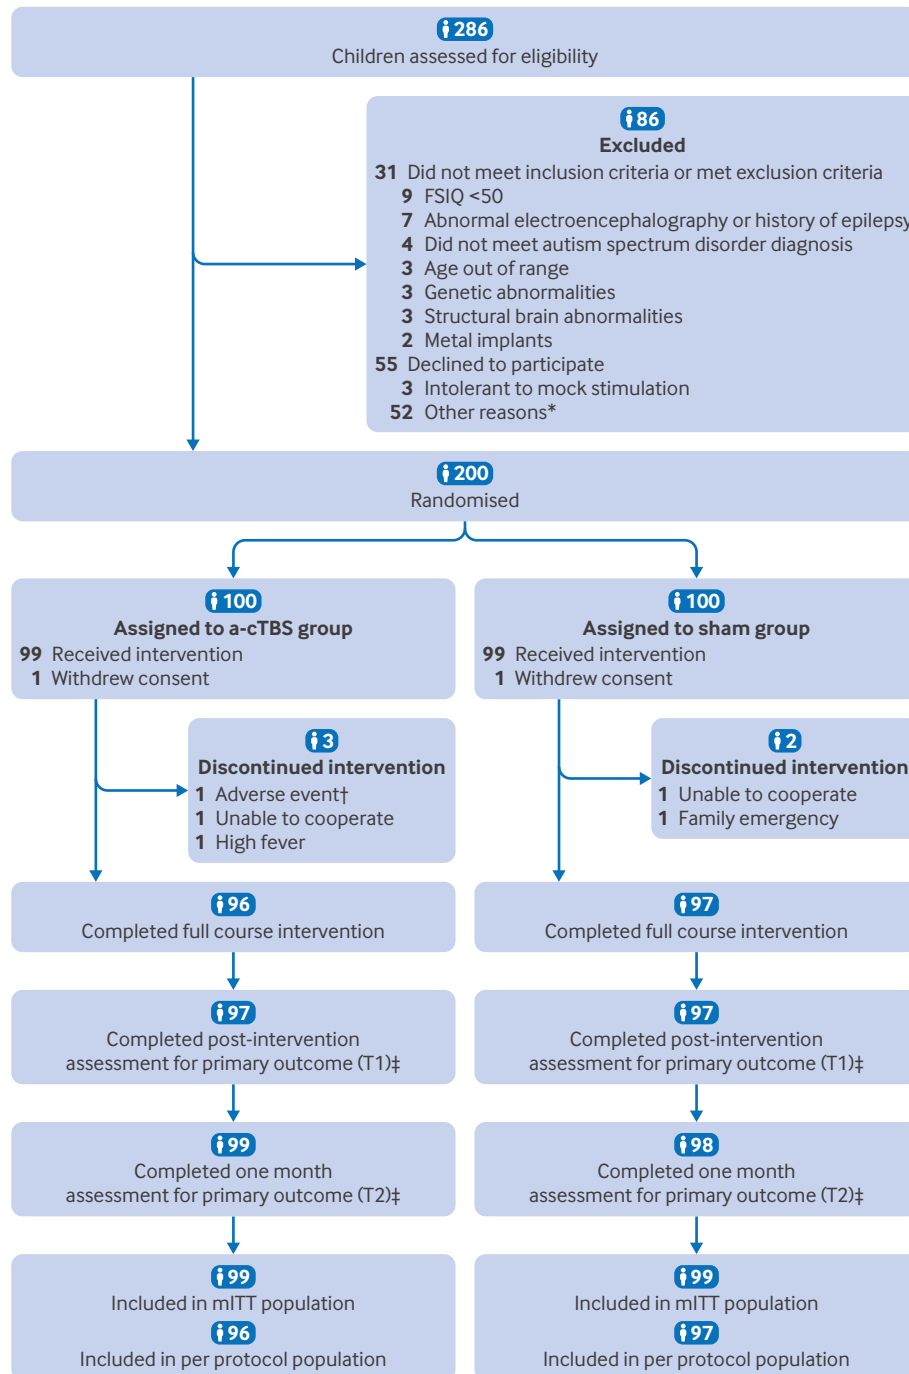 286
Children assessed for eligibility
86
Excluded
31 Did not meet inclusion criteria or met exclusion criteria
9 FSIQ <50
7 Abnormal electroencephalography or history of epilepsy
4 Did not meet autism spectrum disorder diagnosis
3 Age out of range
3 Genetic abnormalities
3 Structural brain abnormalities
2 Metal implants
55 Declined to participate
3 Intolerant to mock stimulation
52 Other reasons*
200
Randomised
100
Assigned to a-cTBS group
99 Received intervention
1 Withdrew consent
100
Assigned to sham group
99 Received intervention
1 Withdrew consent
3
Discontinued intervention
1 Adverse event†
1 Unable to cooperate
1 High fever
2
Discontinued intervention
1 Unable to cooperate
1 Family emergency
96
Completed full course intervention
97
Completed full course intervention
97
Completed post-intervention
assessment for primary outcome (T1)‡
97
Completed post-intervention
assessment for primary outcome (T1)‡
99
Completed one month
assessment for primary outcome (T2)‡
98
Completed one month
assessment for primary outcome (T2)‡
99
Included in mITT population
96
Included in per protocol population
99
Included in mITT population
97
Included in per protocol population